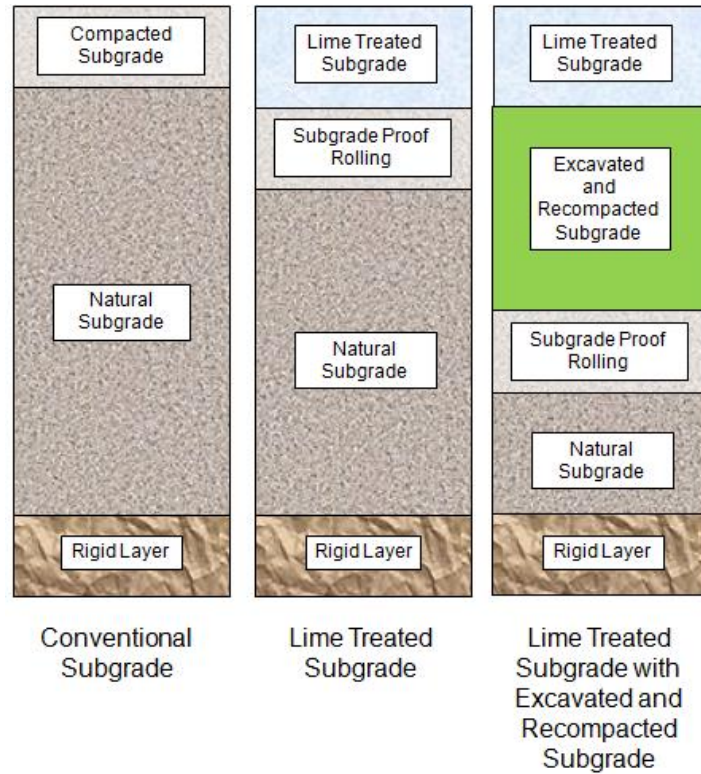 Compacted
Subgrade
Natural
Subgrade
Rigid Layer
Conventional
Subgrade
Lime Treated
Subgrade
Subgrade Proof
Rolling
Natural
Subgrade
Rigid Layer
Lime Treated
Subgrade
Lime Treated
Subgrade
Excavated
and
Recompacted
Subgrade
Subgrade Proof
Rolling
Natural
Subgrade
Rigid Layer
Lime Treated
Subgrade with
Excavated and
Recompacted
Subgrade